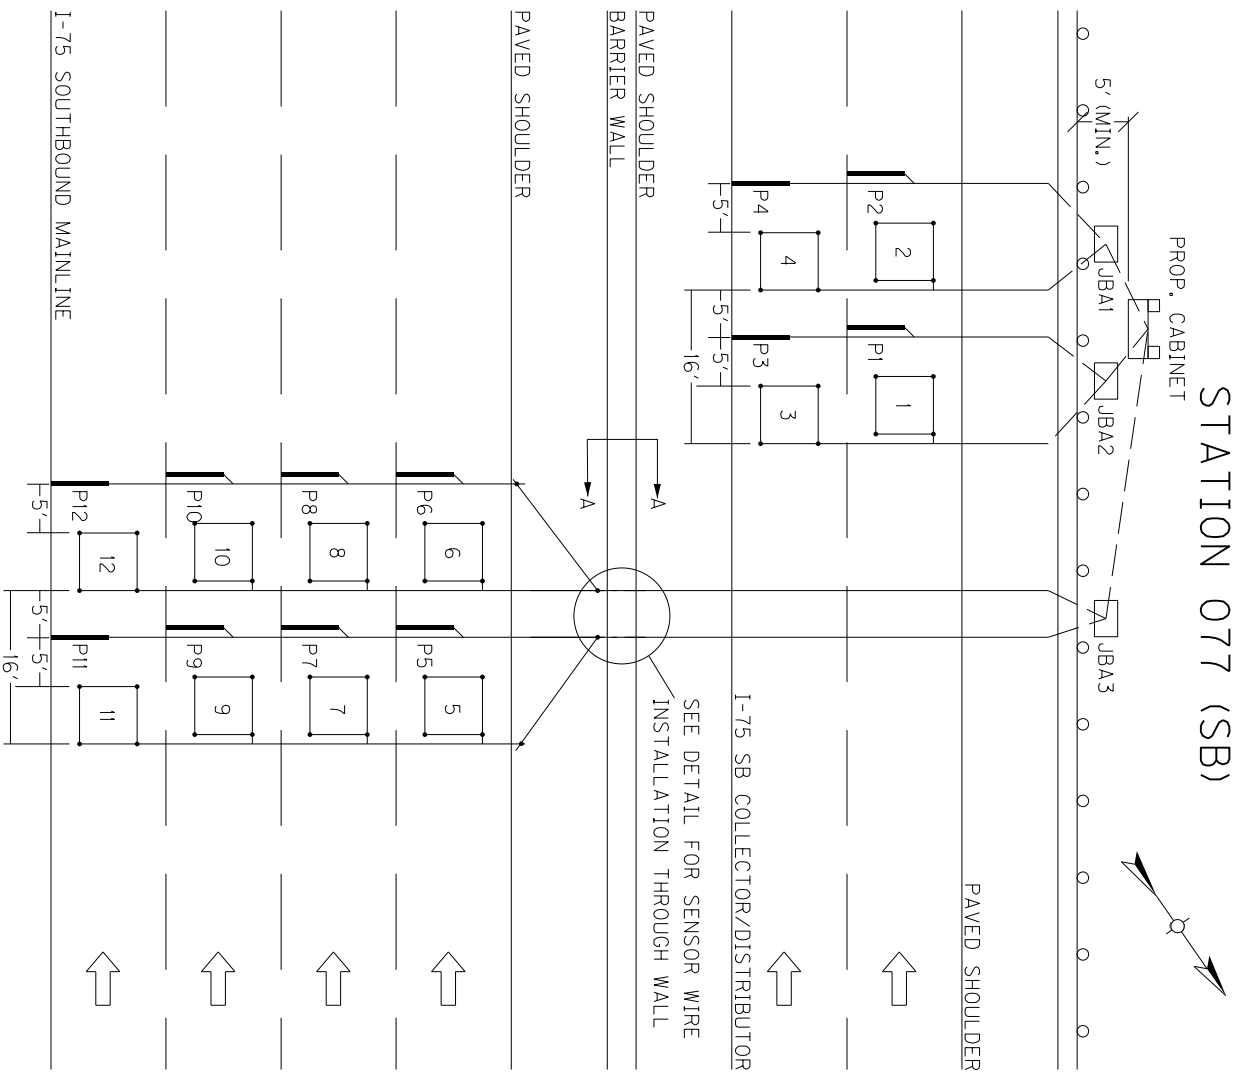 STATION 077 (SB)
PROP. CABINET
5' (MIN.)
JBA1
JBA2
JBA3
PAVED SHOULDER
P2
2
P1
1
P4
4
P3
3
5'
5'
5'
16'
I-75 SB COLLECTOR/DISTRIBUTOR
SEE DETAIL FOR SENSOR WIRE
INSTALLATION THROUGH WALL
A
A
PAVED SHOULDER
BARRIER WALL
PAVED SHOULDER
P6
6
P5
5
P8
8
P7
7
P10
10
P9
9
P12
12
P11
11
5'
5'
5'
16'
I-75 SOUTHBOUND MAINLINE